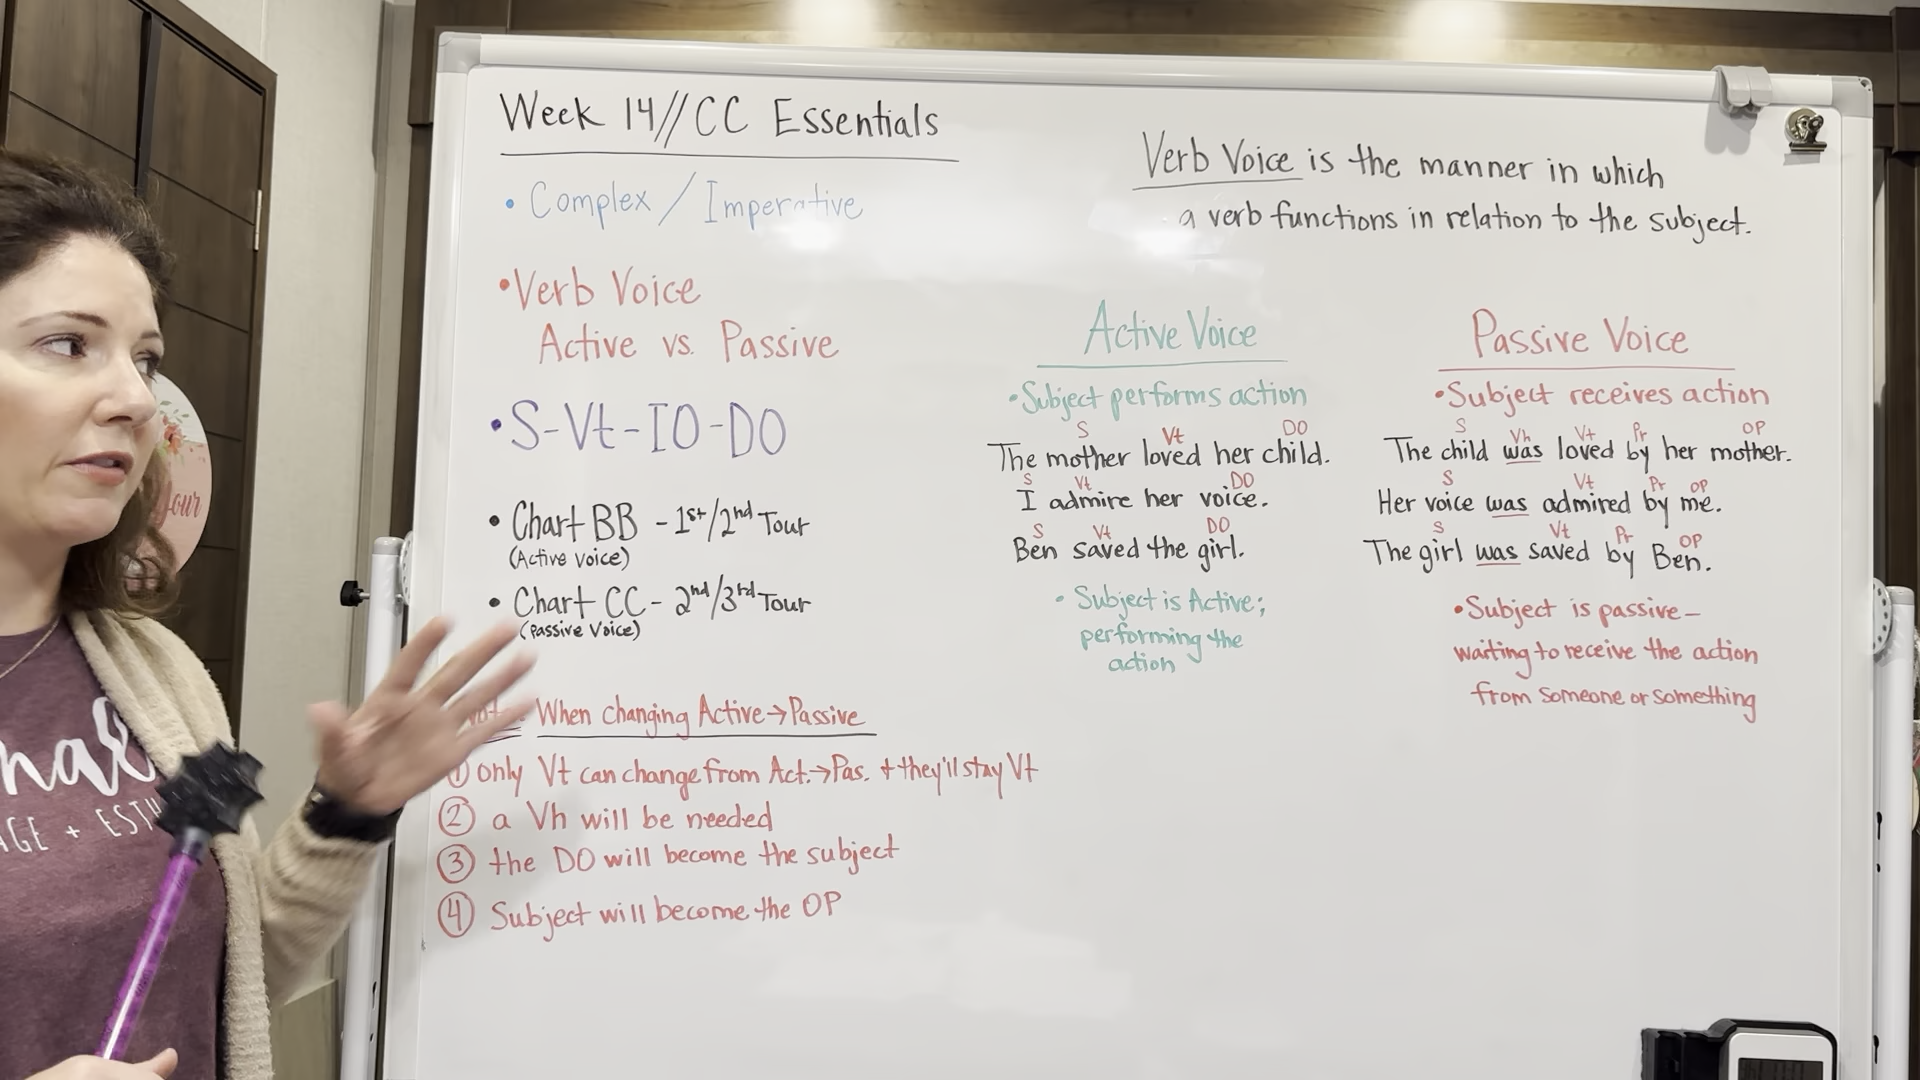 Week 14//CC Essentials
• Complex / Imperative
• Verb Voice
Active vs. Passive
• S-Vt-IO-DO
• Chart BB - 1st/2nd Tour
(Active Voice)
• Chart CC - 2nd/3rd Tour
(Passive Voice)
When changing Active→Passive
① only Vt can change from Act.→Pas. + they'll stay Vt
② a Vh will be needed
③ the DO will become the subject
④ Subject will become the OP
Verb Voice is the manner in which
a verb functions in relation to the subject.
Active Voice
• Subject performs action
S Vt DO
The mother loved her child.
S Vt DO
I admire her voice.
S Vt DO
Ben saved the girl.
• Subject is Active;
performing the
action
Passive Voice
• Subject receives action
S Vh Vt Pr OP
The child was loved by her mother.
S Vt Pr OP
Her voice was admired by me.
S Vt Pr OP
The girl was saved by Ben.
• Subject is passive—
waiting to receive the action
from someone or something
your
AGE + ESTH